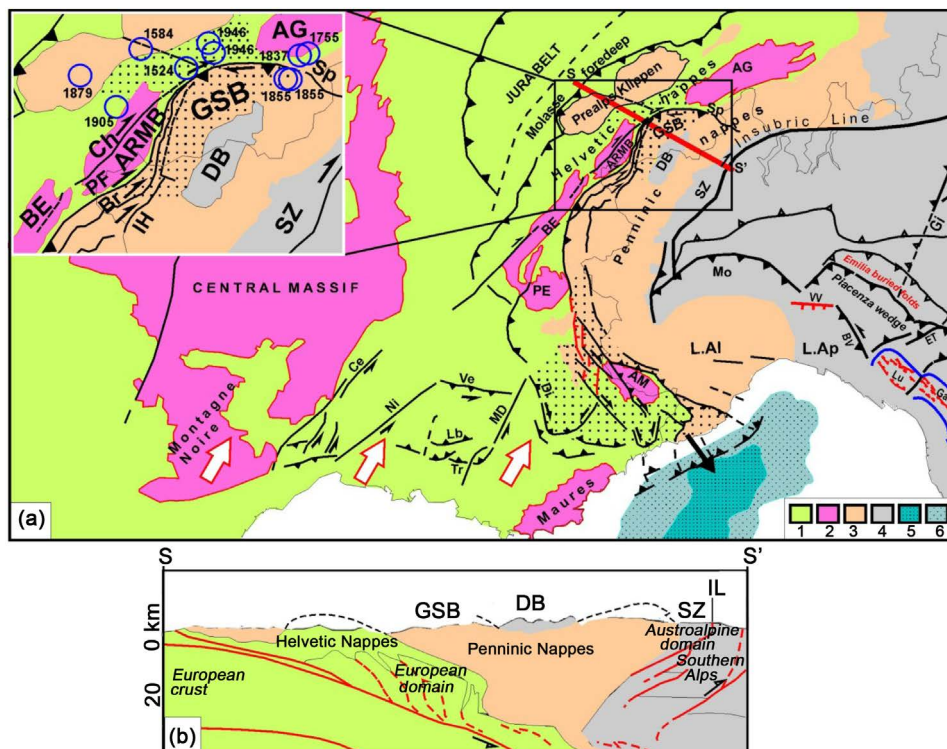 1584
1946
AG
1755
1946
1837
1524
Sp
GSB
1879
1855
1855
1905
Ch
ARMB
DB
PF
Br
BE
IH
SZ
JURA BELT
Molasse foredeep
S
Prealps Klippen
AG
Helvetic nappes
Sp
GSB
ARMB
DB
Penninic nappes
Insubric Line
S'
SZ
BE
Gi
PE
Mo
Emilia buried folds
Piacenza wedge
VV
BV
ET
CENTRAL MASSIF
L.Al
L.Ap
Lu
Ga
Ce
Ve
AM
Di
Ni
MD
Lb
Tr
Montagne
Noire
Maures
(a)
1 2 3 4 5 6
S
S'
IL
GSB
DB
SZ
0 km
Helvetic Nappes
Penninic Nappes
Austroalpine
domain
Southern
Alps
European
crust
European
domain
20
(b)